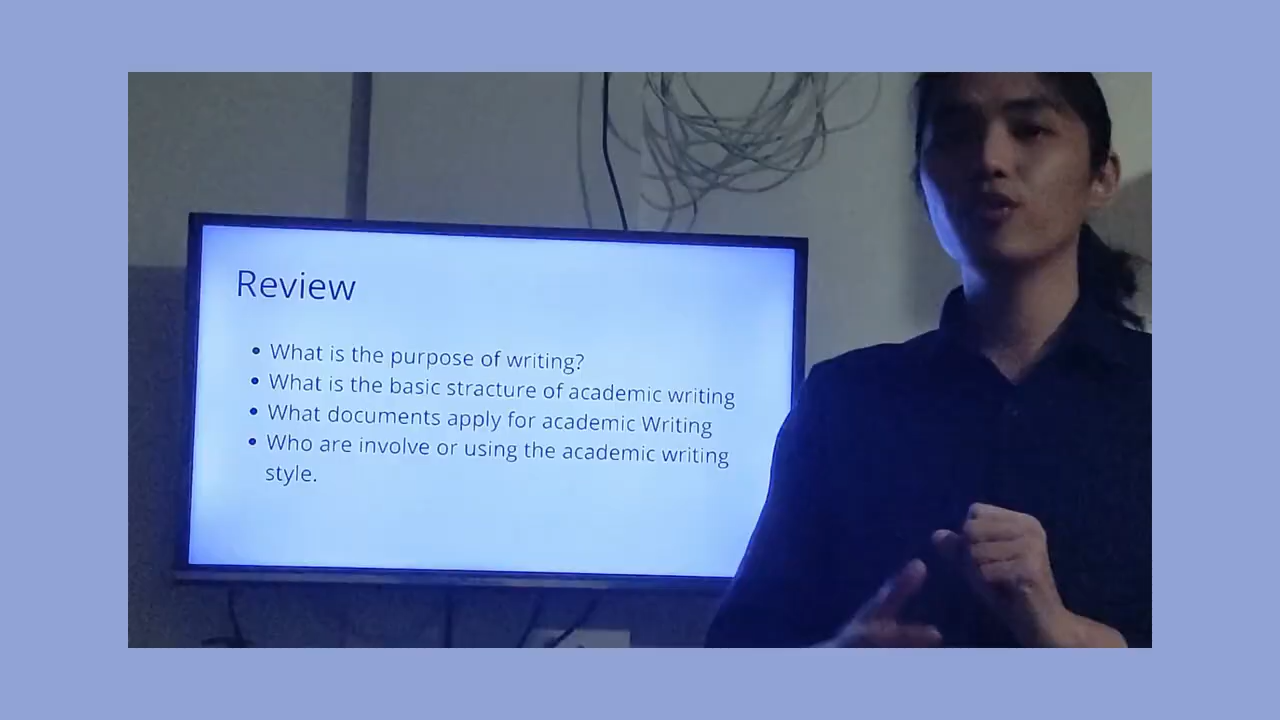 Review
• What is the purpose of writing?
• What is the basic stracture of academic writing
• What documents apply for academic Writing
• Who are involve or using the academic writing
style.